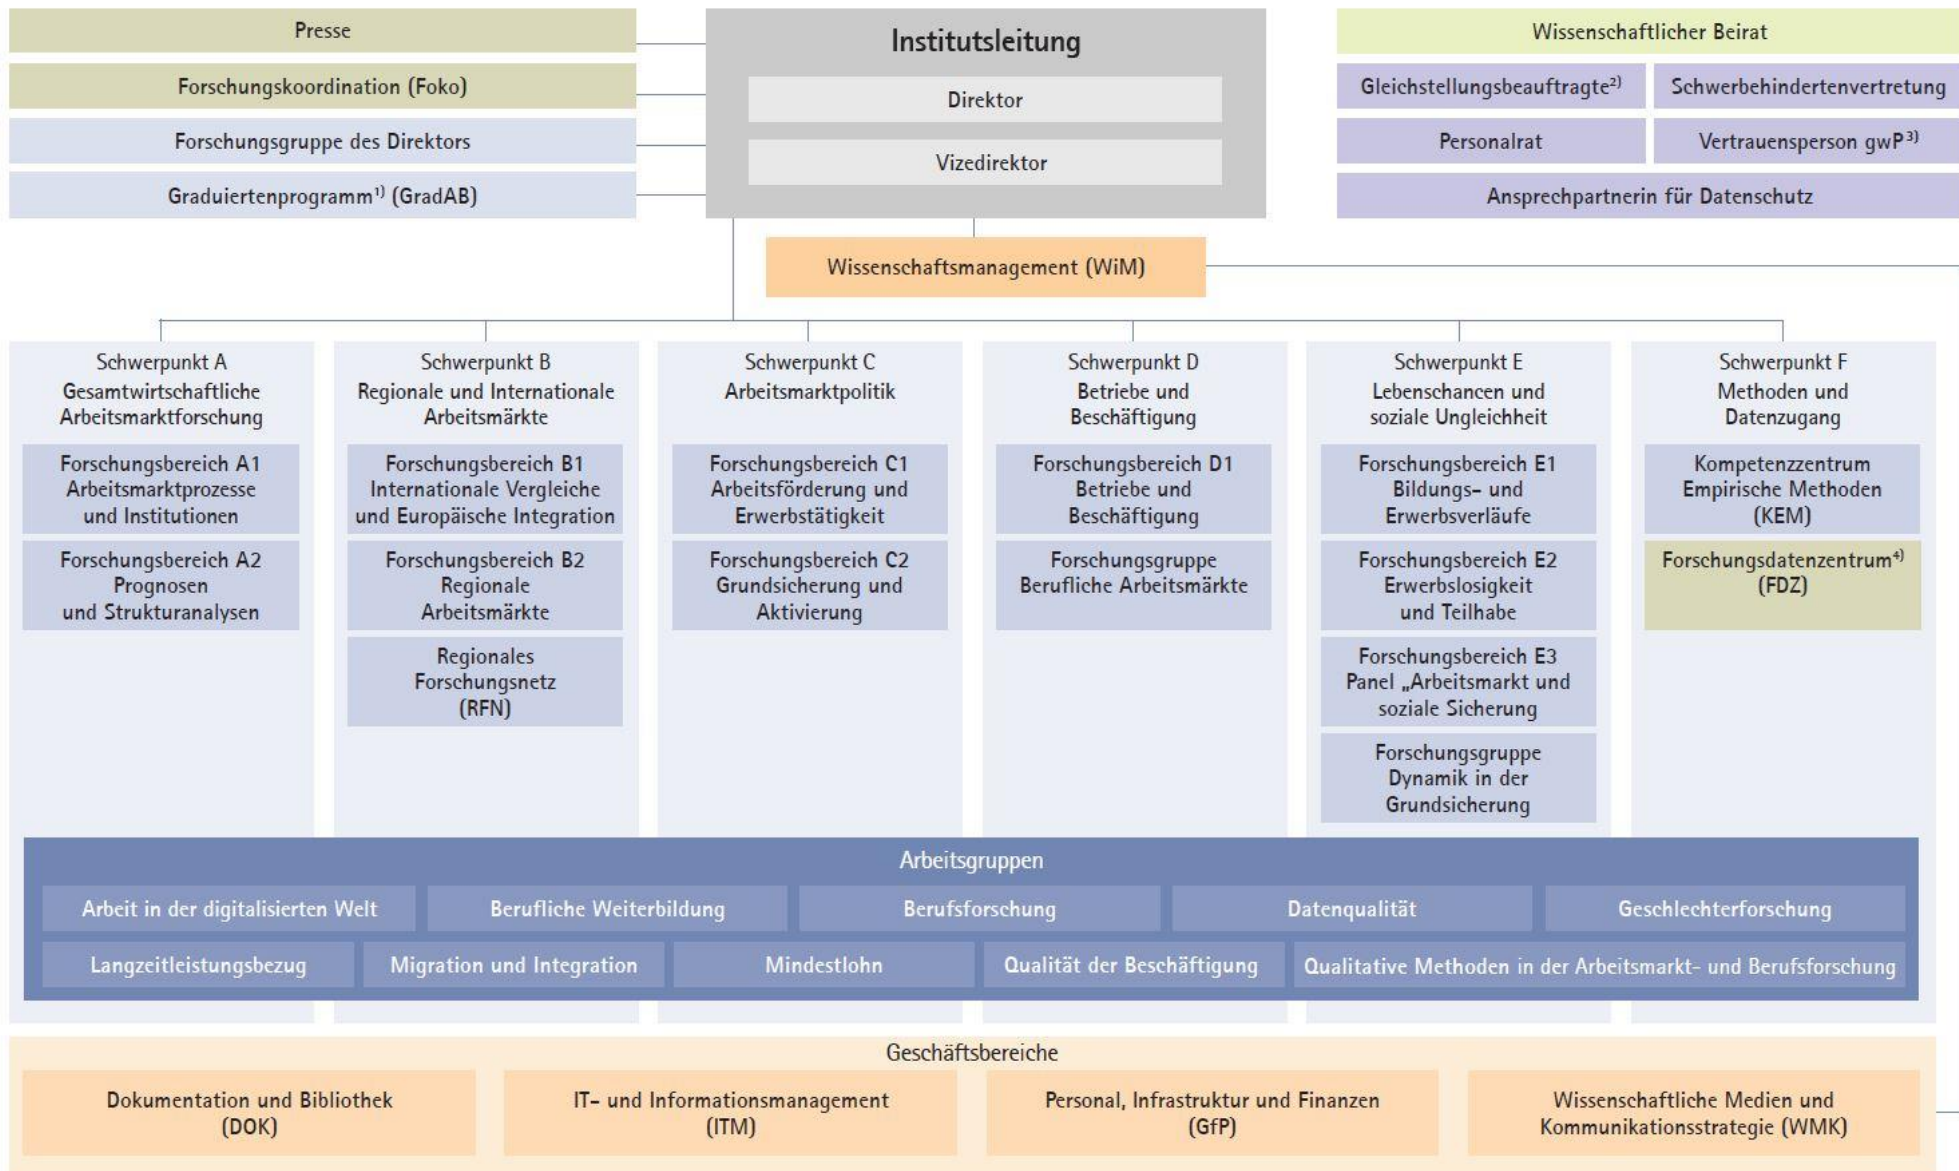 Presse
Forschungskoordination (Foko)
Forschungsgruppe des Direktors
Graduiertenprogramm¹⁾ (GradAB)
Institutsleitung
Direktor
Vizedirektor
Wissenschaftlicher Beirat
Gleichstellungsbeauftragte²⁾
Schwerbehindertenvertretung
Personalrat
Vertrauensperson gwP³⁾
Ansprechpartnerin für Datenschutz
Wissenschaftsmanagement (WiM)
Schwerpunkt A
Gesamtwirtschaftliche
Arbeitsmarktforschung
Forschungsbereich A1
Arbeitsmarktprozesse
und Institutionen
Forschungsbereich A2
Prognosen
und Strukturanalysen
Schwerpunkt B
Regionale und Internationale
Arbeitsmärkte
Forschungsbereich B1
Internationale Vergleiche
und Europäische Integration
Forschungsbereich B2
Regionale
Arbeitsmärkte
Regionales
Forschungsnetz
(RFN)
Schwerpunkt C
Arbeitsmarktpolitik
Forschungsbereich C1
Arbeitsförderung und
Erwerbstätigkeit
Forschungsbereich C2
Grundsicherung und
Aktivierung
Schwerpunkt D
Betriebe und
Beschäftigung
Forschungsbereich D1
Betriebe und
Beschäftigung
Forschungsgruppe
Berufliche Arbeitsmärkte
Schwerpunkt E
Lebenschancen und
soziale Ungleichheit
Forschungsbereich E1
Bildungs- und
Erwerbsverläufe
Forschungsbereich E2
Erwerbslosigkeit
und Teilhabe
Forschungsbereich E3
Panel „Arbeitsmarkt und
soziale Sicherung
Forschungsgruppe
Dynamik in der
Grundsicherung
Schwerpunkt F
Methoden und
Datenzugang
Kompetenzzentrum
Empirische Methoden
(KEM)
Forschungsdatenzentrum⁴⁾
(FDZ)
Arbeitsgruppen
Arbeit in der digitalisierten Welt
Berufliche Weiterbildung
Berufsforschung
Datenqualität
Geschlechterforschung
Langzeitleistungsbezug
Migration und Integration
Mindestlohn
Qualität der Beschäftigung
Qualitative Methoden in der Arbeitsmarkt- und Berufsforschung
Geschäftsbereiche
Dokumentation und Bibliothek
(DOK)
IT- und Informationsmanagement
(ITM)
Personal, Infrastruktur und Finanzen
(GfP)
Wissenschaftliche Medien und
Kommunikationsstrategie (WMK)